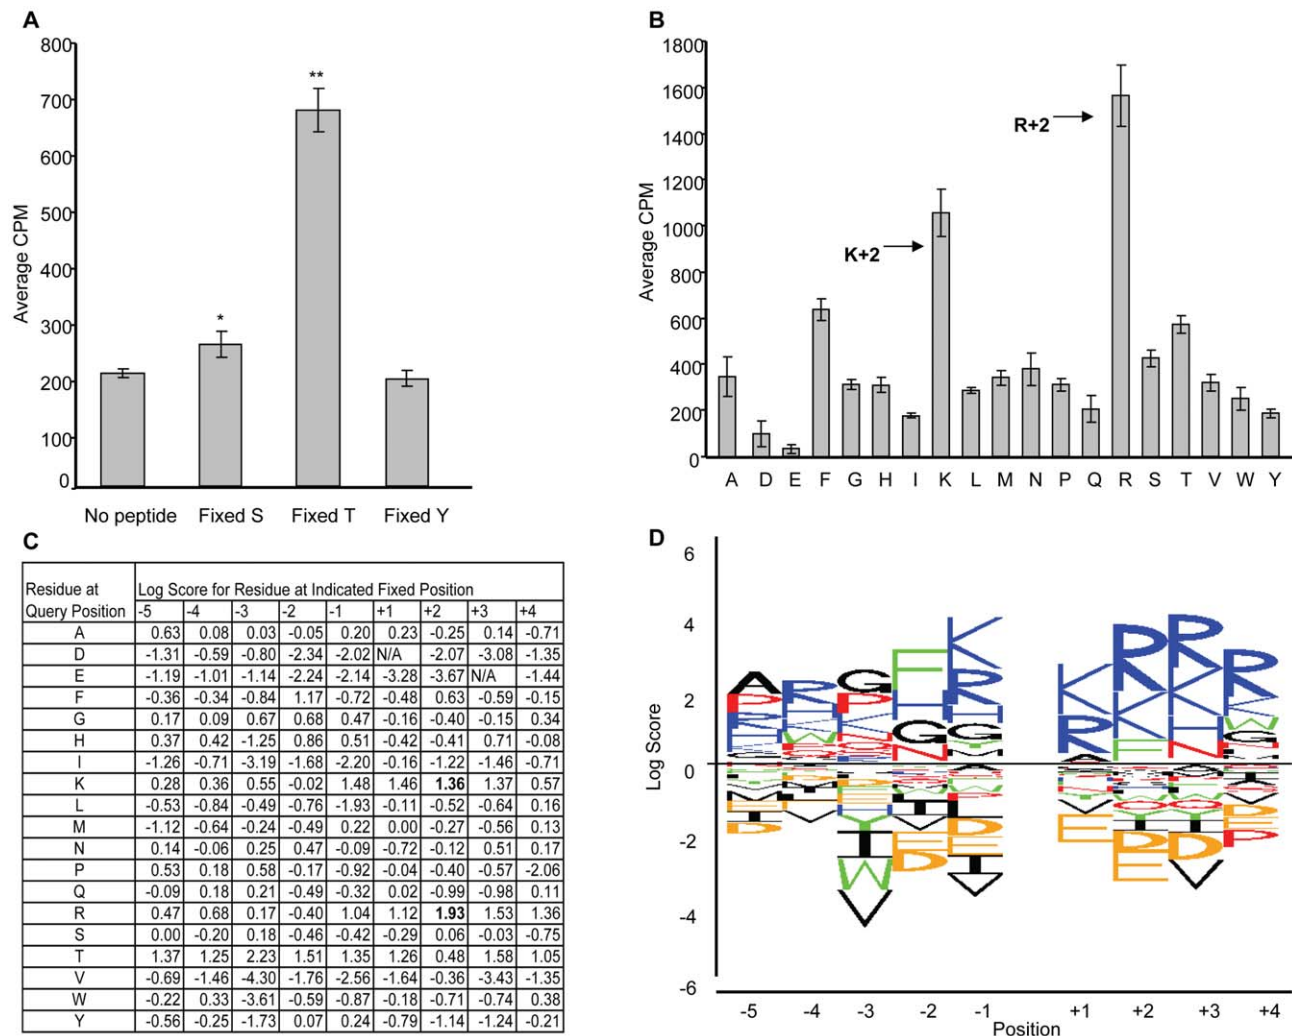 A
Average CPM
800
700
600
500
400
300
200
100
0
*
**
No peptide Fixed S Fixed T Fixed Y
B
Average CPM
1800
1600
1400
1200
1000
800
600
400
200
0
K+2
R+2
A D E F G H I K L M N P Q R S T V W Y
C
Residue at Query Position Log Score for Residue at Indicated Fixed Position
-5 -4 -3 -2 -1 +1 +2 +3 +4
A 0.63 0.08 0.03 -0.05 0.20 0.23 -0.25 0.14 -0.71
D -1.31 -0.59 -0.80 -2.34 -2.02 N/A -2.07 -3.08 -1.35
E -1.19 -1.01 -1.14 -2.24 -2.14 -3.28 -3.67 N/A -1.44
F -0.36 -0.34 -0.84 1.17 -0.72 -0.48 0.63 -0.59 -0.15
G 0.17 0.09 0.67 0.68 0.47 -0.16 -0.40 -0.15 0.34
H 0.37 0.42 -1.25 0.86 0.51 -0.42 -0.41 0.71 -0.08
I -1.26 -0.71 -3.19 -1.68 -2.20 -0.16 -1.22 -1.46 -0.71
K 0.28 0.36 0.55 -0.02 1.48 1.46 1.36 1.37 0.57
L -0.53 -0.84 -0.49 -0.76 -1.93 -0.11 -0.52 -0.64 0.16
M -1.12 -0.64 -0.24 -0.49 0.22 0.00 -0.27 -0.56 0.13
N 0.14 -0.06 0.25 0.47 -0.09 -0.72 -0.12 0.51 0.17
P 0.53 0.18 0.58 -0.17 -0.92 -0.04 -0.40 -0.57 -2.06
Q -0.09 0.18 0.21 -0.49 -0.32 0.02 -0.99 -0.98 0.11
R 0.47 0.68 0.17 -0.40 1.04 1.12 1.93 1.53 1.36
S 0.00 -0.20 0.18 -0.46 -0.42 -0.29 0.06 -0.03 -0.75
T 1.37 1.25 2.23 1.51 1.35 1.26 0.48 1.58 1.05
V -0.69 -1.46 -4.30 -1.76 -2.56 -1.64 -0.36 -3.43 -1.35
W -0.22 0.33 -3.61 -0.59 -0.87 -0.18 -0.71 -0.74 0.38
Y -0.56 -0.25 -1.73 0.07 0.24 -0.79 -1.14 -1.24 -0.21
D
Log Score
6
4
2
0
-2
-4
-6
-5 -4 -3 -2 -1 +1 +2 +3 +4
Position